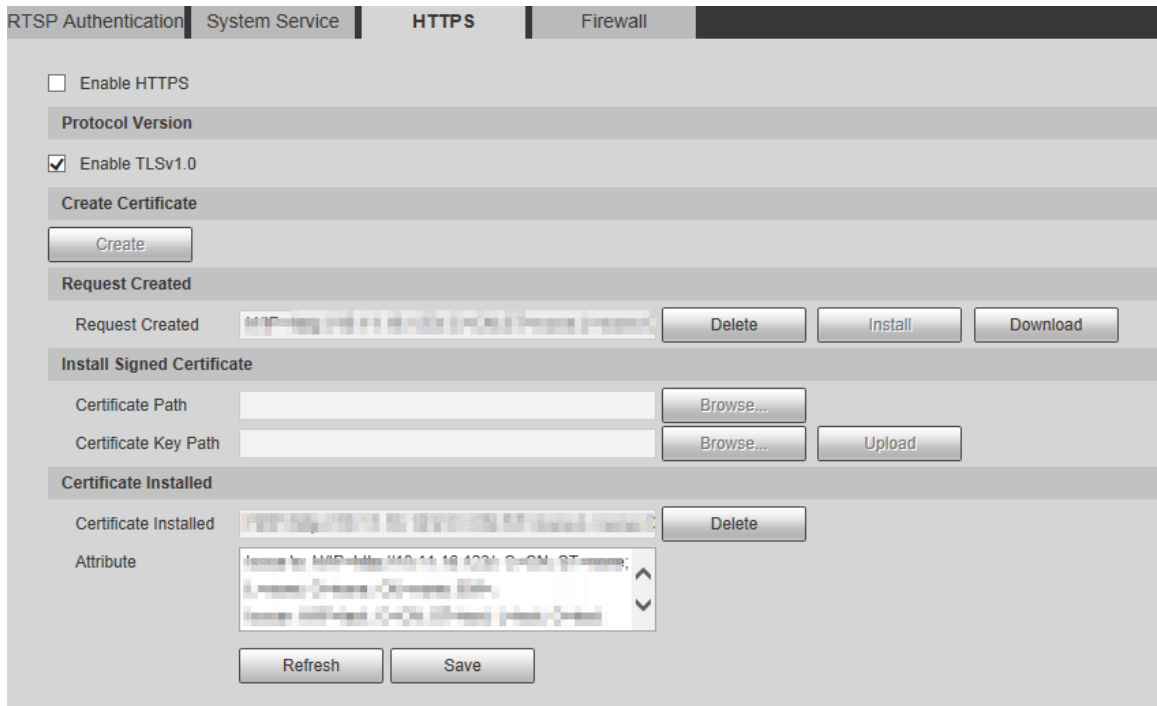 RTSP Authentication System Service HTTPS Firewall
Enable HTTPS
Protocol Version
Enable TLSv1.0
Create Certificate
Create
Request Created
Request Created Delete Install Download
Install Signed Certificate
Certificate Path Browse...
Certificate Key Path Browse... Upload
Certificate Installed
Certificate Installed Delete
Attribute
Refresh Save